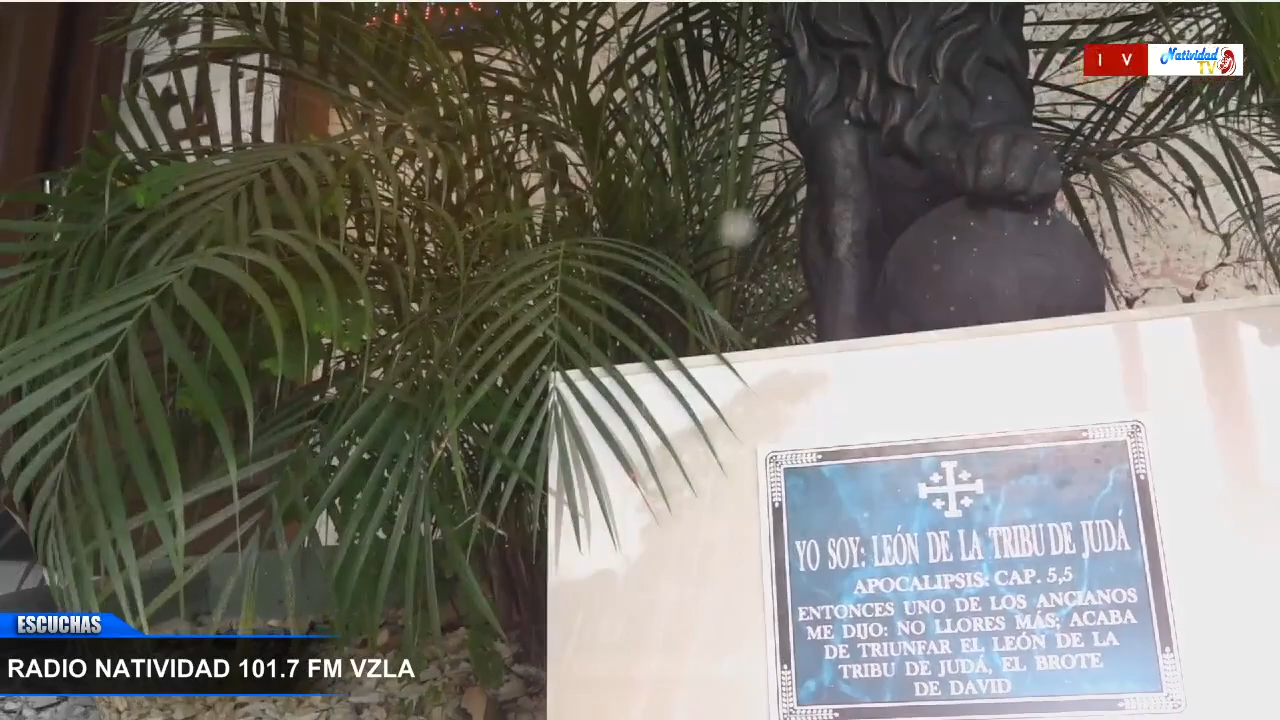 IV
Natividad
TV
YO SOY: LEÓN DE LA TRIBU DE JUDÁ
APOCALIPSIS: CAP. 5,5
ENTONCES UNO DE LOS ANCIANOS
ME DIJO: NO LLORES MÁS; ACABA
DE TRIUNFAR EL LEÓN DE LA
TRIBU DE JUDÁ, EL BROTE
DE DAVID
ESCUCHAS
RADIO NATIVIDAD 101.7 FM VZLA